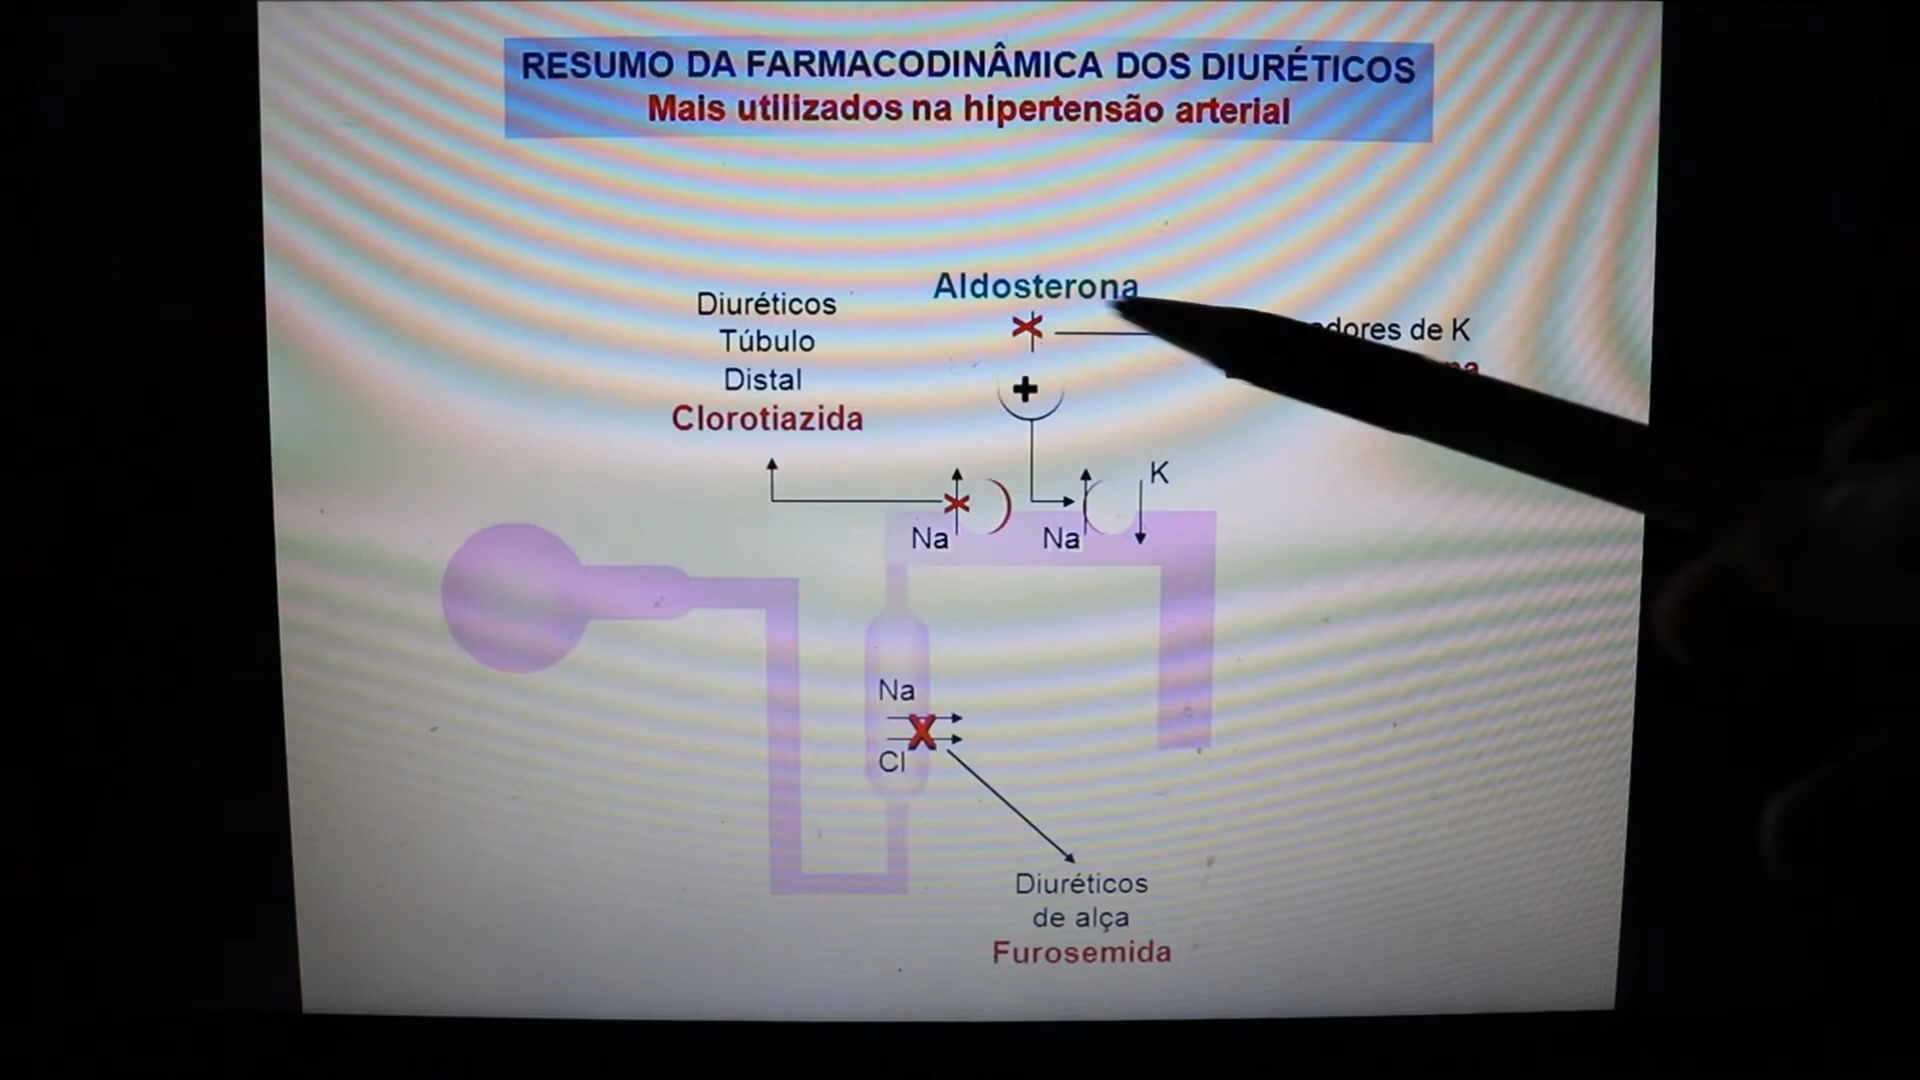 RESUMO DA FARMACODINÂMICA DOS DIURÉTICOS
Mais utilizados na hipertensão arterial
Aldosterona
Diuréticos
Túbulo
Distal
Clorotiazida
de K
+
K
Na
Na
Na
Cl
Diuréticos
de alça
Furosemida